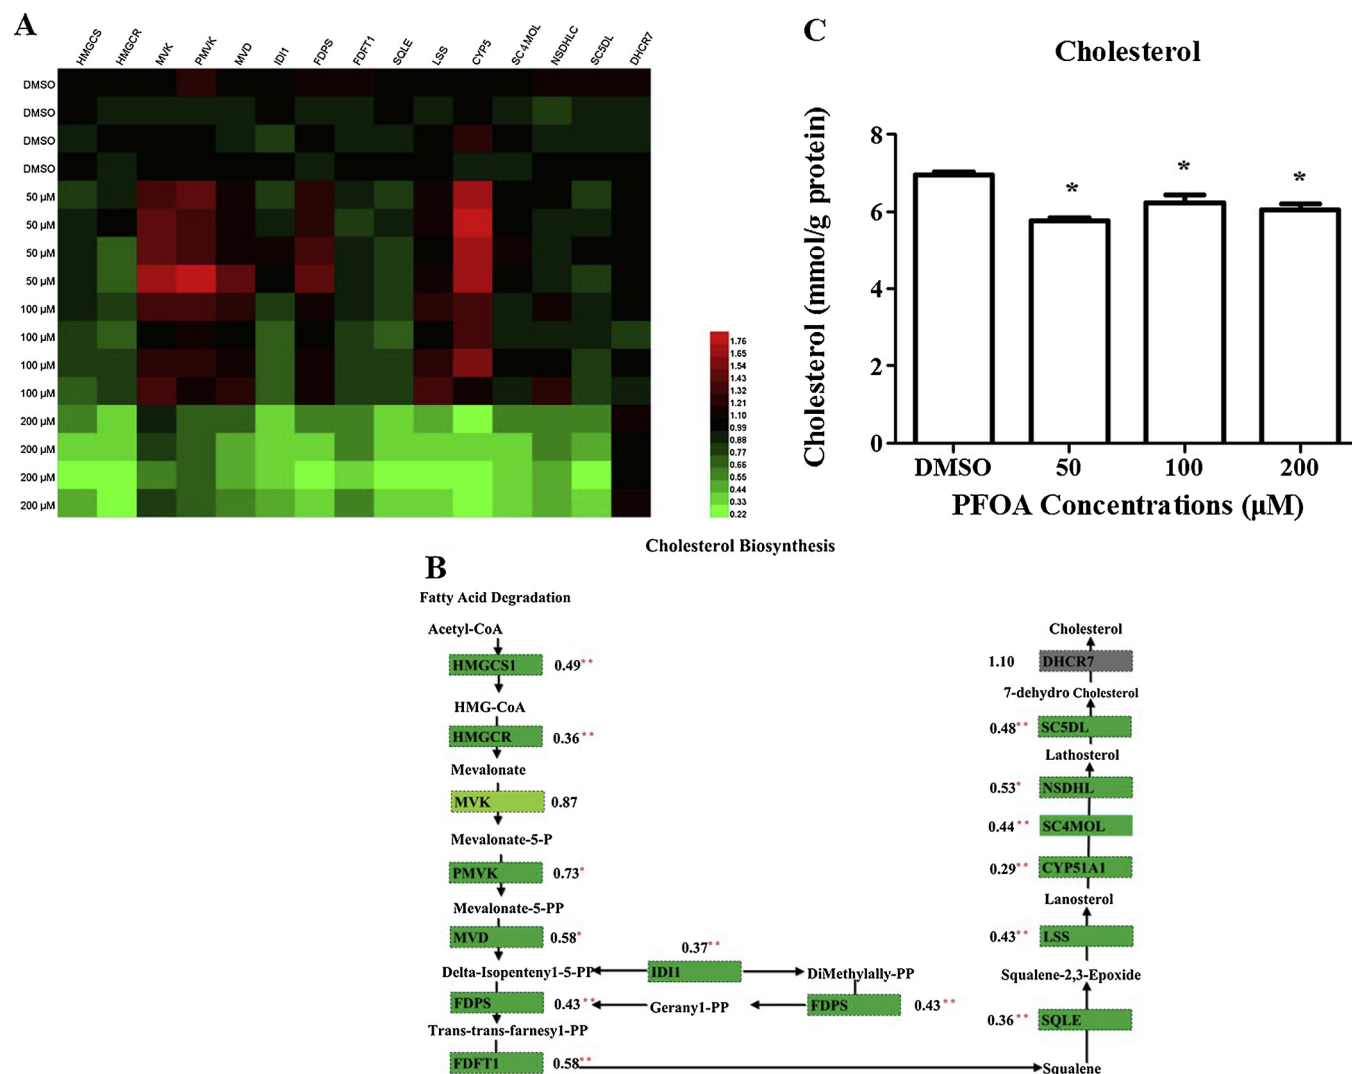 A
HMGCS
HMGCR
MVK
PMVK
MVD
IDI1
FDPS
FDFT1
SQLE
LSS
CYP5
SC4MOL
NSDHLC
SC5DL
DHCR7
DMSO
DMSO
DMSO
DMSO
50 μM
50 μM
50 μM
50 μM
100 μM
100 μM
100 μM
100 μM
200 μM
200 μM
200 μM
200 μM
1.76
1.65
1.54
1.43
1.32
1.21
1.10
0.99
0.88
0.77
0.66
0.55
0.44
0.33
0.22
C
Cholesterol
Cholesterol (mmol/g protein)
8
6
4
2
0
*
*
*
DMSO 50 100 200
PFOA Concentrations (μM)
Cholesterol Biosynthesis
B
Fatty Acid Degradation
Acetyl-CoA
HMGCS1 0.49**
HMG-CoA
HMGCR 0.36**
Mevalonate
MVK 0.87
Mevalonate-5-P
PMVK 0.73*
Mevalonate-5-PP
MVD 0.58*
0.37**
Delta-Isopenteny1-5-PP IDI1 DiMethylally-PP
FDPS 0.43** Gerany1-PP FDPS 0.43**
Trans-trans-farnesy1-PP
FDFT1 0.58**
Cholesterol
1.10 DHCR7
7-dehydro Cholesterol
0.48** SC5DL
Lathosterol
0.53* NSDHL
0.44** SC4MOL
0.29** CYP51A1
Lanosterol
0.43** LSS
Squalene-2,3-Epoxide
0.36** SQLE
Squalene